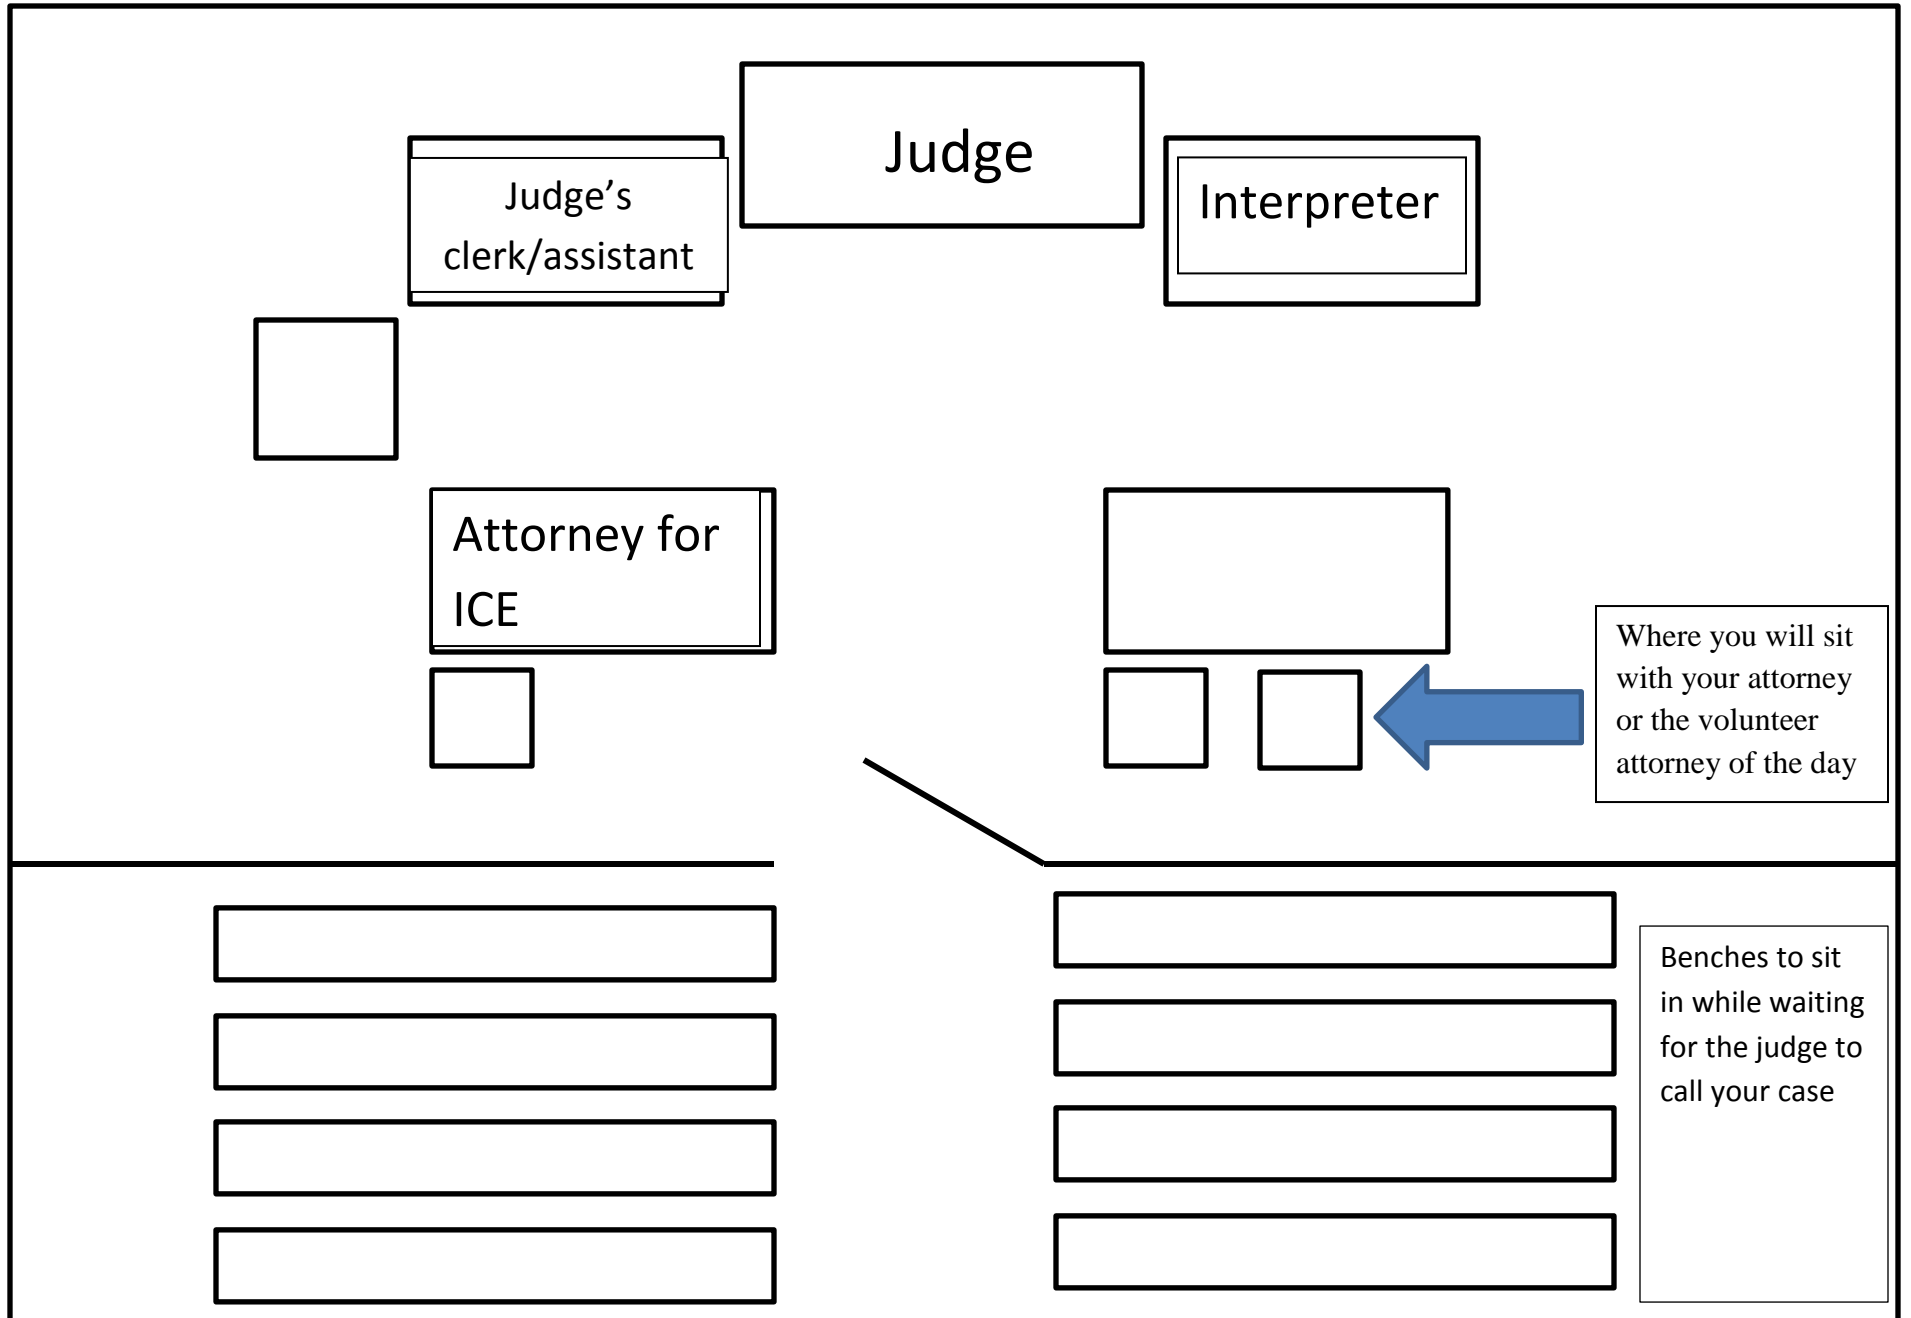 Judge
Judge’s
clerk/assistant
Interpreter
Attorney for
ICE
Where you will sit
with your attorney
or the volunteer
attorney of the day
Benches to sit
in while waiting
for the judge to
call your case